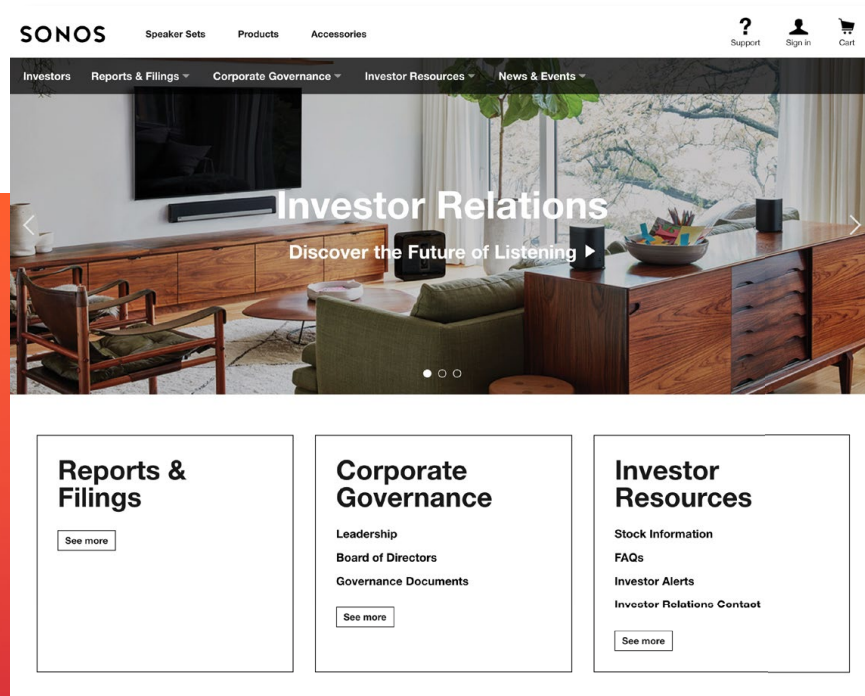 SONOS
Speaker Sets Products Accessories
? Support Sign in Cart
Investors Reports & Filings Corporate Governance Investor Resources News & Events
Investor Relations
Discover the Future of Listening
Reports &
Filings
See more
Corporate
Governance
Leadership
Board of Directors
Governance Documents
See more
Investor
Resources
Stock Information
FAQs
Investor Alerts
Investor Relations Contact
See more